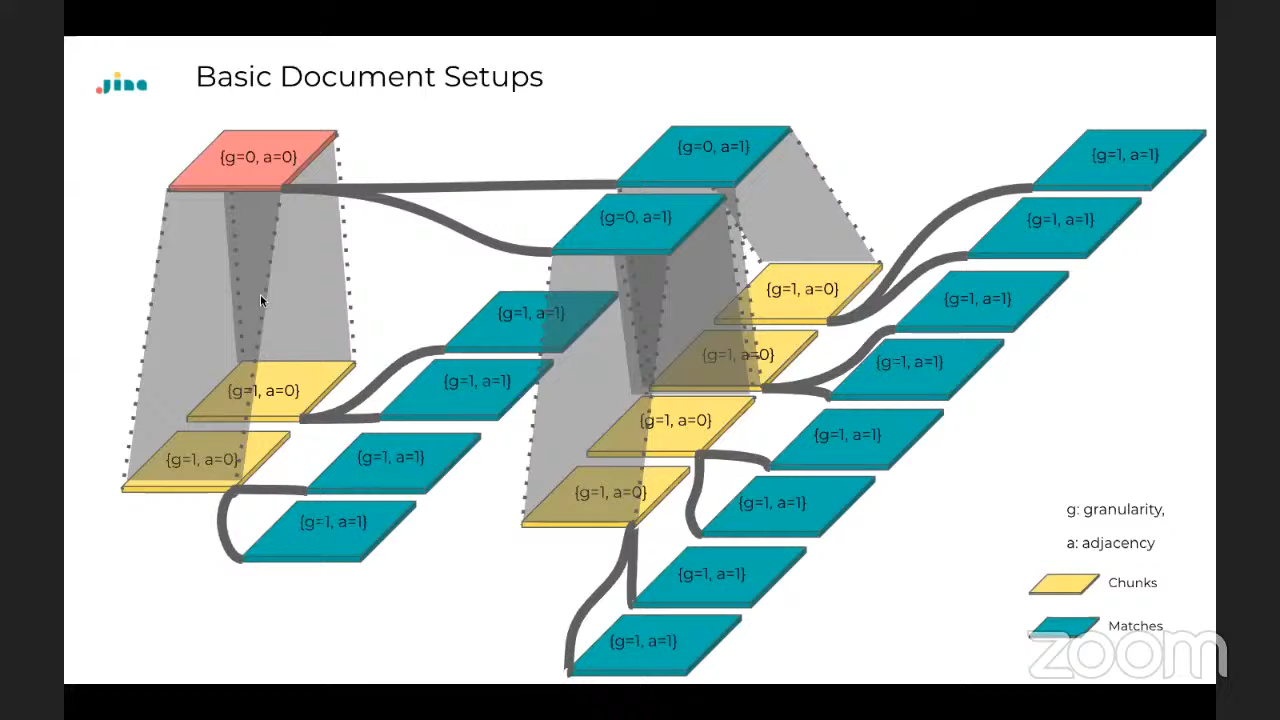 Jina
Basic Document Setups
{g=0, a=0}
{g=0, a=1}
{g=0, a=1}
{g=1, a=1}
{g=1, a=1}
{g=1, a=0}
{g=1, a=1}
{g=1, a=1}
{g=1, a=0}
{g=1, a=1}
{g=1, a=0}
{g=1, a=1}
{g=1, a=0}
{g=1, a=1}
{g=1, a=0}
{g=1, a=1}
{g=1, a=0}
{g=1, a=1}
{g=1, a=1}
{g=1, a=1}
{g=1, a=1}
g: granularity,
a: adjacency
Chunks
Matches
zoom